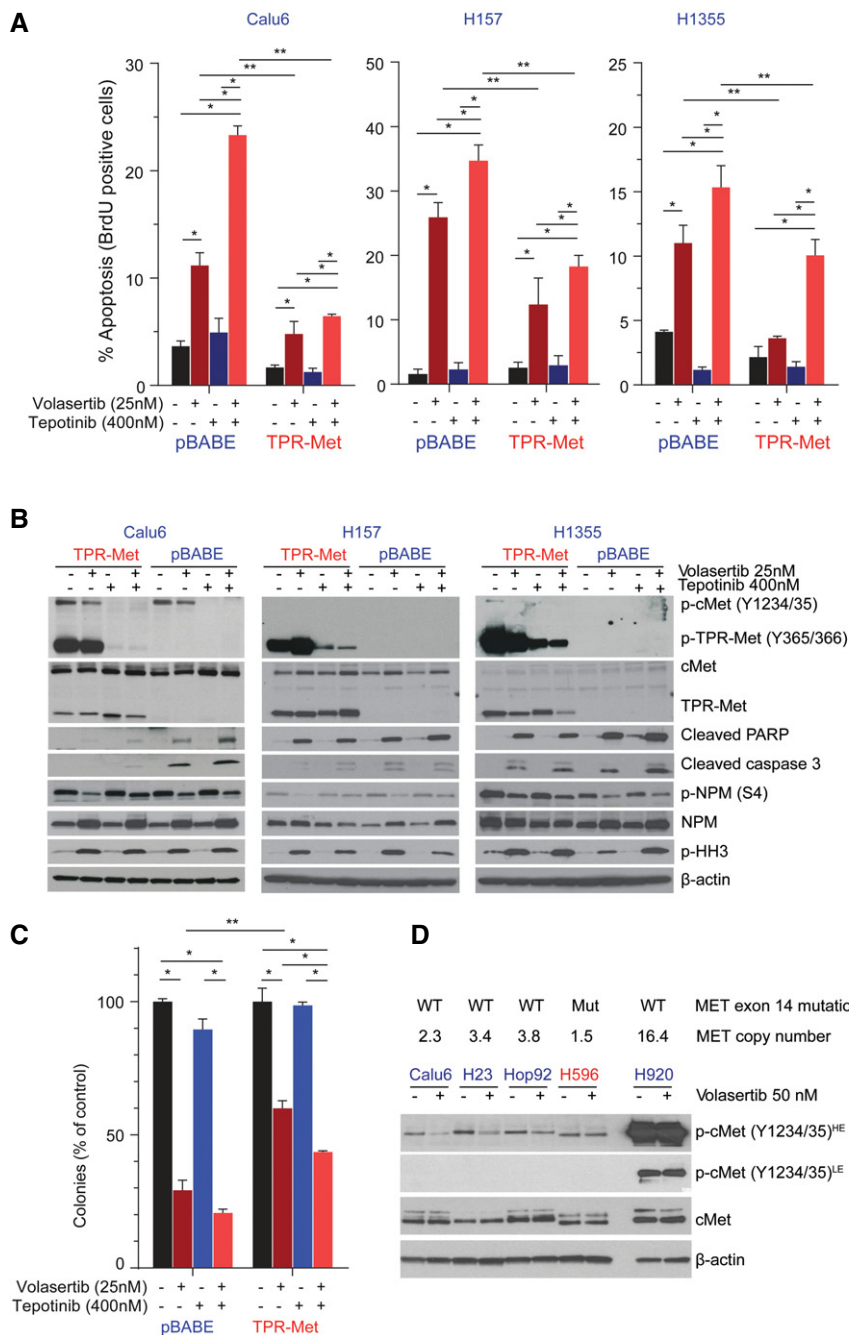 A
Calu6 H157 H1355
% Apoptosis (BrdU positive cells)
30 50 25
20 40 20
10 30 15
0 20 10
10 5
0 0
** ** **
** ** **
* * *
* * *
* * *
* * *
* * *
* * *
* * *
* *
Volasertib (25nM) - + - + - + - + - + - + - + - + - + - + - + - +
Tepotinib (400nM) - - + + - - + + - - + + - - + + - - + + - - + +
pBABE TPR-Met pBABE TPR-Met pBABE TPR-Met
B
Calu6 H157 H1355
TPR-Met pBABE TPR-Met pBABE TPR-Met pBABE
- + - + - + - + - + - + - + - + - + - + - + - + Volasertib 25nM
- - + + - - + + - - + + - - + + - - + + - - + + Tepotinib 400nM
p-cMet (Y1234/35)
p-TPR-Met (Y365/366)
cMet
TPR-Met
Cleaved PARP
Cleaved caspase 3
p-NPM (S4)
NPM
p-HH3
β-actin
C
Colonies (% of control)
100
50
0
**
* *
* * * *
*
Volasertib (25nM) - + - + - + - +
Tepotinib (400nM) - - + + - - + +
pBABE TPR-Met
D
WT WT WT Mut WT MET exon 14 mutatio
2.3 3.4 3.8 1.5 16.4 MET copy number
Calu6 H23 Hop92 H596 H920
- + - + - + - + - + Volasertib 50 nM
p-cMet (Y1234/35)HE
p-cMet (Y1234/35)LE
cMet
β-actin